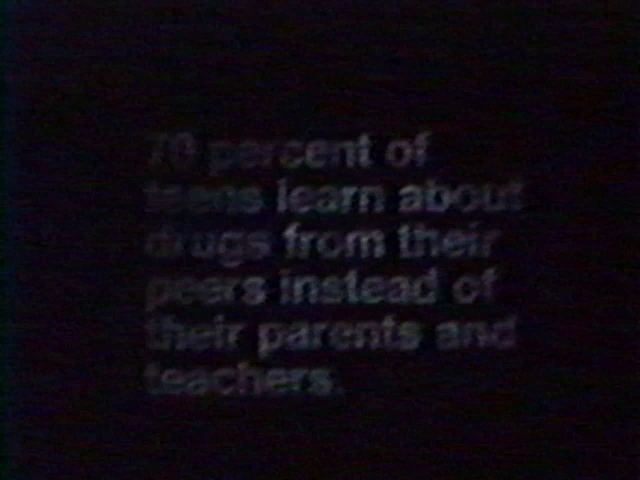 70 percent of
teens learn about
drugs from their
peers instead of
their parents and
teachers.